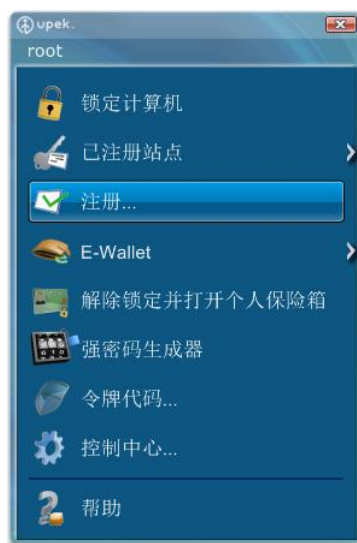 upek.
root
锁定计算机
已注册站点
注册...
E-Wallet
解除锁定并打开个人保险箱
强密码生成器
令牌代码...
控制中心...
帮助